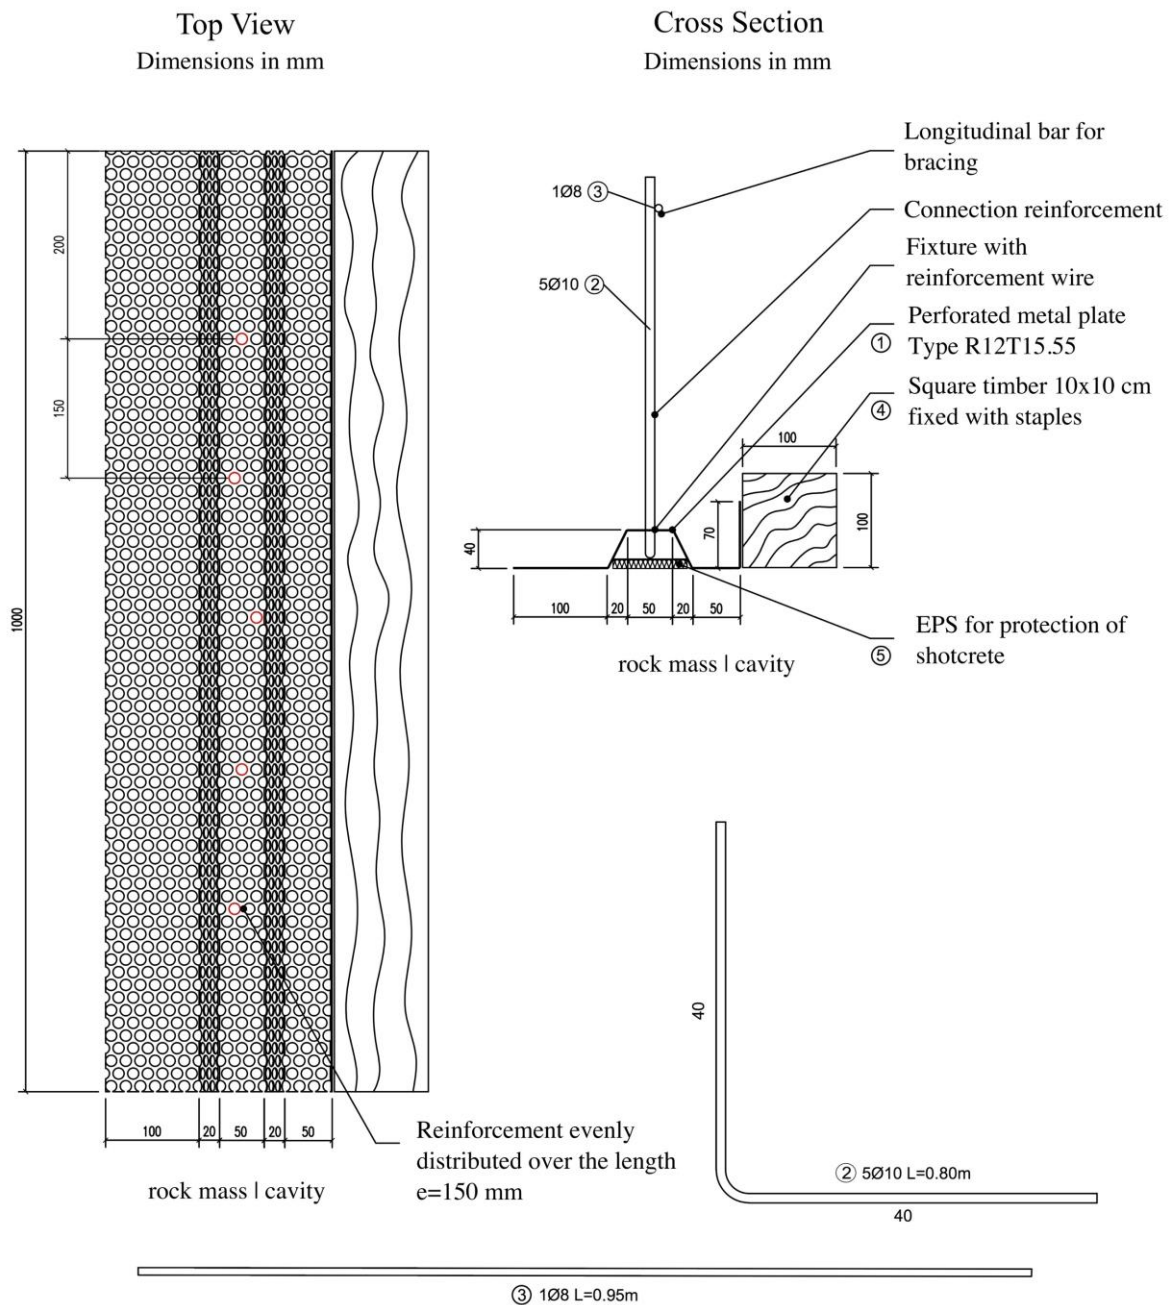 Top View
Dimensions in mm
200
150
1000
100
20
50
20
50
rock mass | cavity
Reinforcement evenly
distributed over the length
e=150 mm
Cross Section
Dimensions in mm
Longitudinal bar for
bracing
1Ø8 ③
Connection reinforcement
Fixture with
reinforcement wire
5Ø10 ②
Perforated metal plate
① Type R12T15.55
Square timber 10x10 cm
④ fixed with staples
100
100
70
40
100
20
50
20
50
EPS for protection of
⑤ shotcrete
rock mass | cavity
40
② 5Ø10 L=0.80m
40
③ 1Ø8 L=0.95m